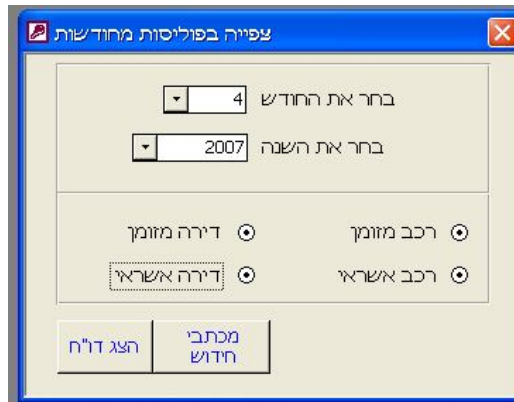 צפייה בפוליסות מחודשות
בחר את החודש 4
בחר את השנה 2007
רכב מזומן דירה מזומן
רכב אשראי דירה אשראי
מכתבי
חידוש
הצג דו"ח